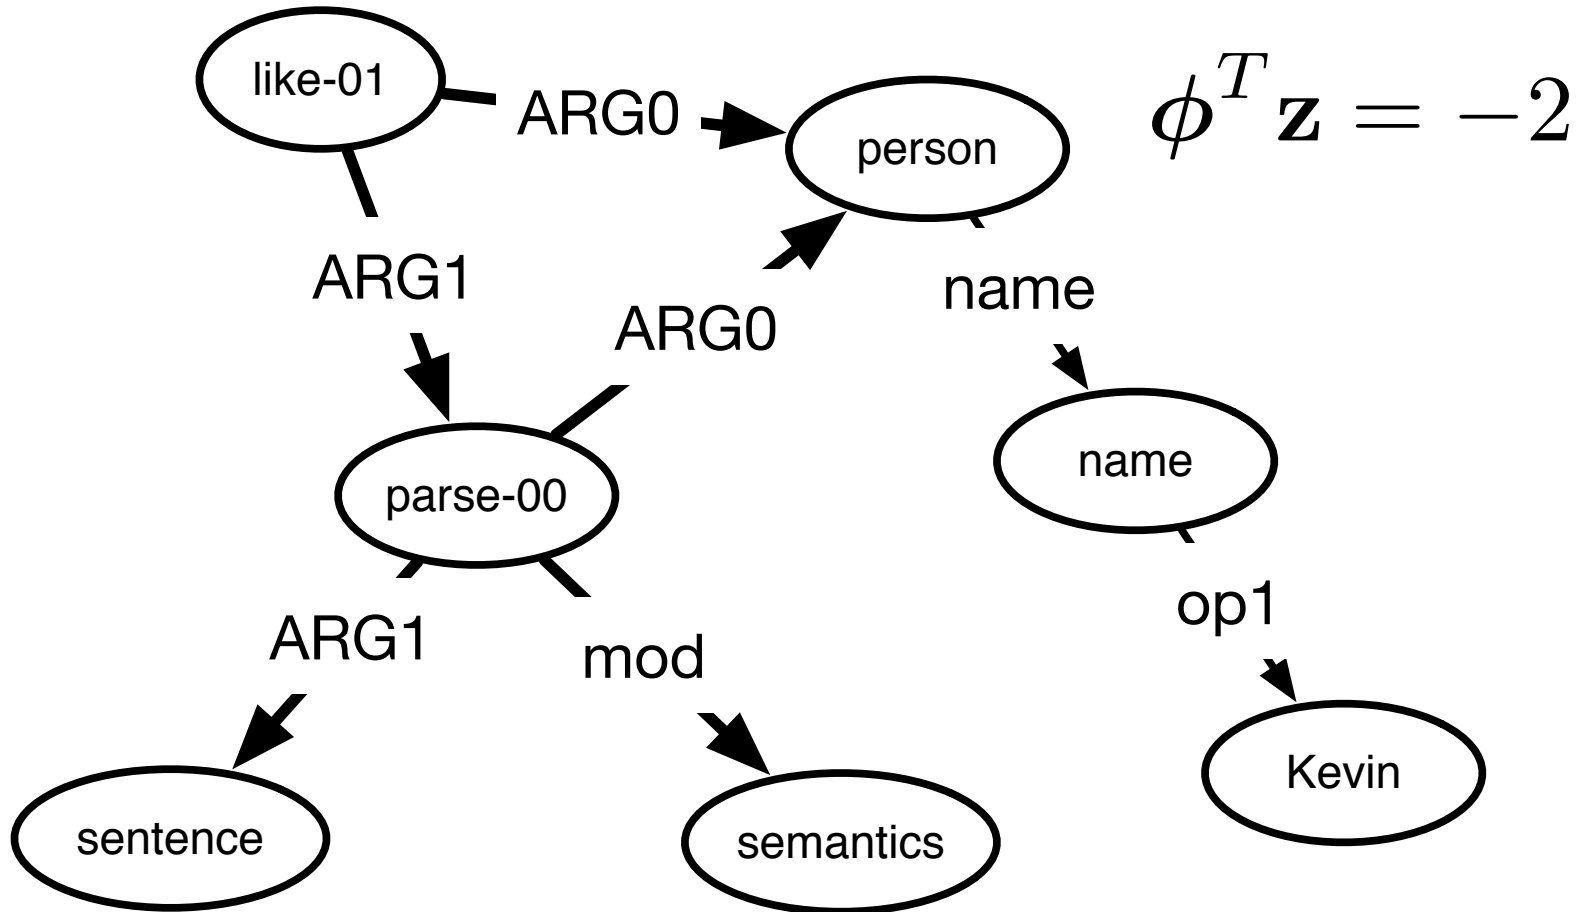 like-01
ARG0
person
ϕ^T z = −2
ARG1
ARG0
name
name
parse-00
op1
ARG1
mod
Kevin
sentence
semantics